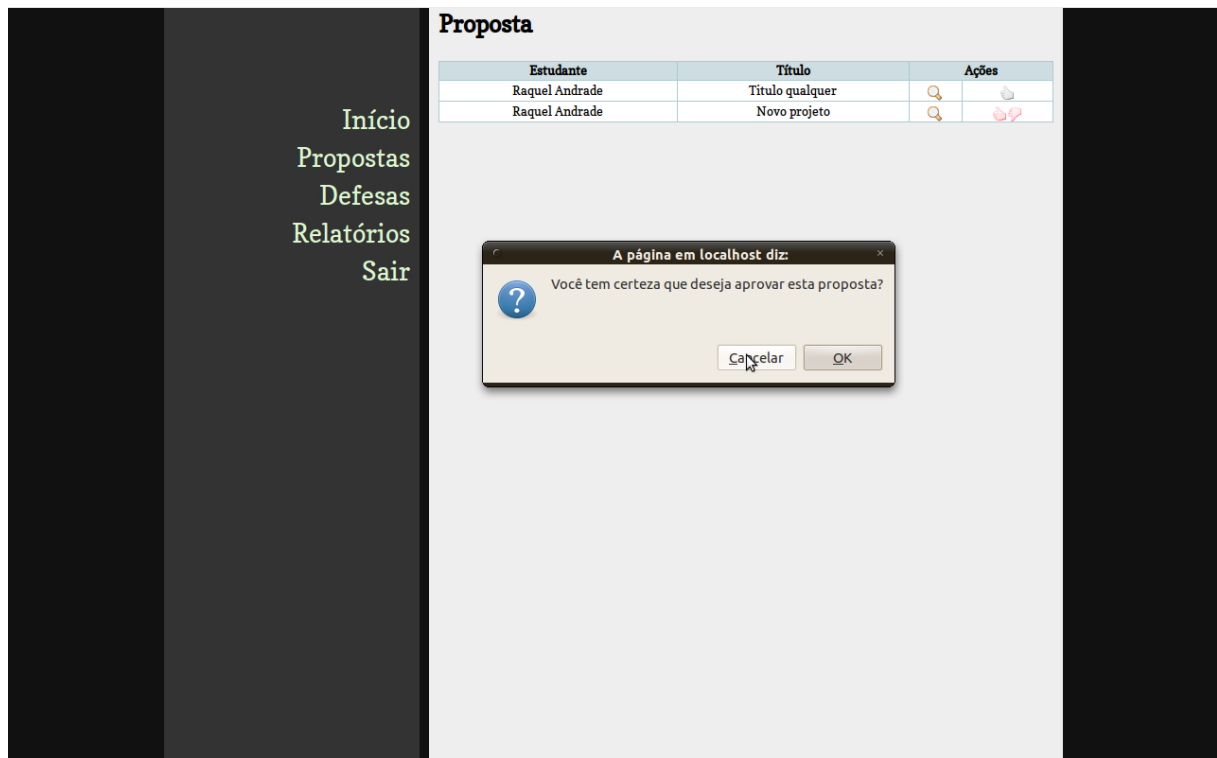 Proposta
Estudante Título Ações
Raquel Andrade Titulo qualquer
Raquel Andrade Novo projeto
Início
Propostas
Defesas
Relatórios
Sair
A página em localhost diz:
Você tem certeza que deseja aprovar esta proposta?
Cancelar OK